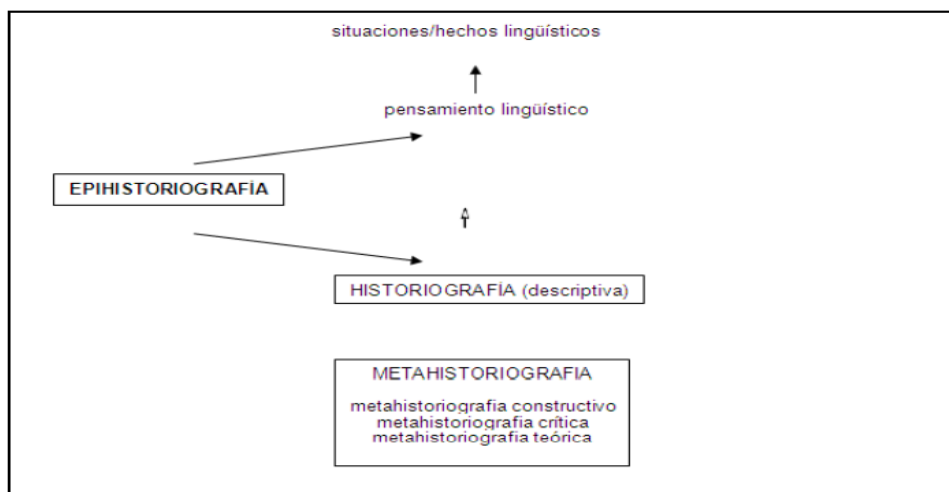 situaciones/hechos lingüísticos
pensamiento lingüístico
EPIHISTORIOGRAFÍA
HISTORIOGRAFÍA (descriptiva)
METAHISTORIOGRAFIA
metahistoriografia constructivo
metahistoriografia crítica
metahistoriografia teórica